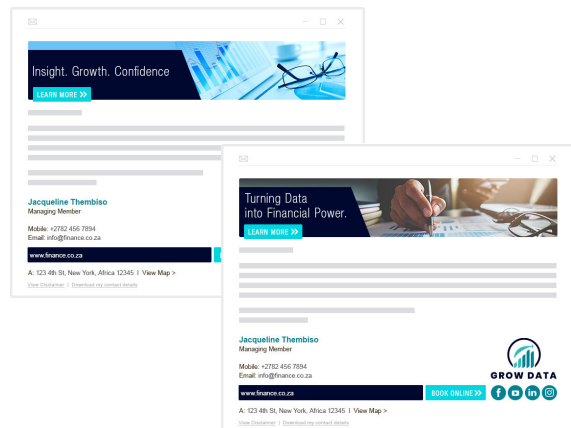 Insight. Growth. Confidence
LEARN MORE >>
Jacqueline Thembiso
Managing Member
Mobile: +2782 456 7894
Email: info@finance.co.za
www.finance.co.za
A: 123 4th St, New York, Africa 12345 I View Map >
View Disclaimer | Download my contact details
Turning Data
into Financial Power.
LEARN MORE >>
Jacqueline Thembiso
Managing Member
Mobile: +2782 456 7894
Email: info@finance.co.za
GROW DATA
www.finance.co.za
BOOK ONLINE >>
A: 123 4th St, New York, Africa 12345 I View Map >
View Disclaimer | Download my contact details